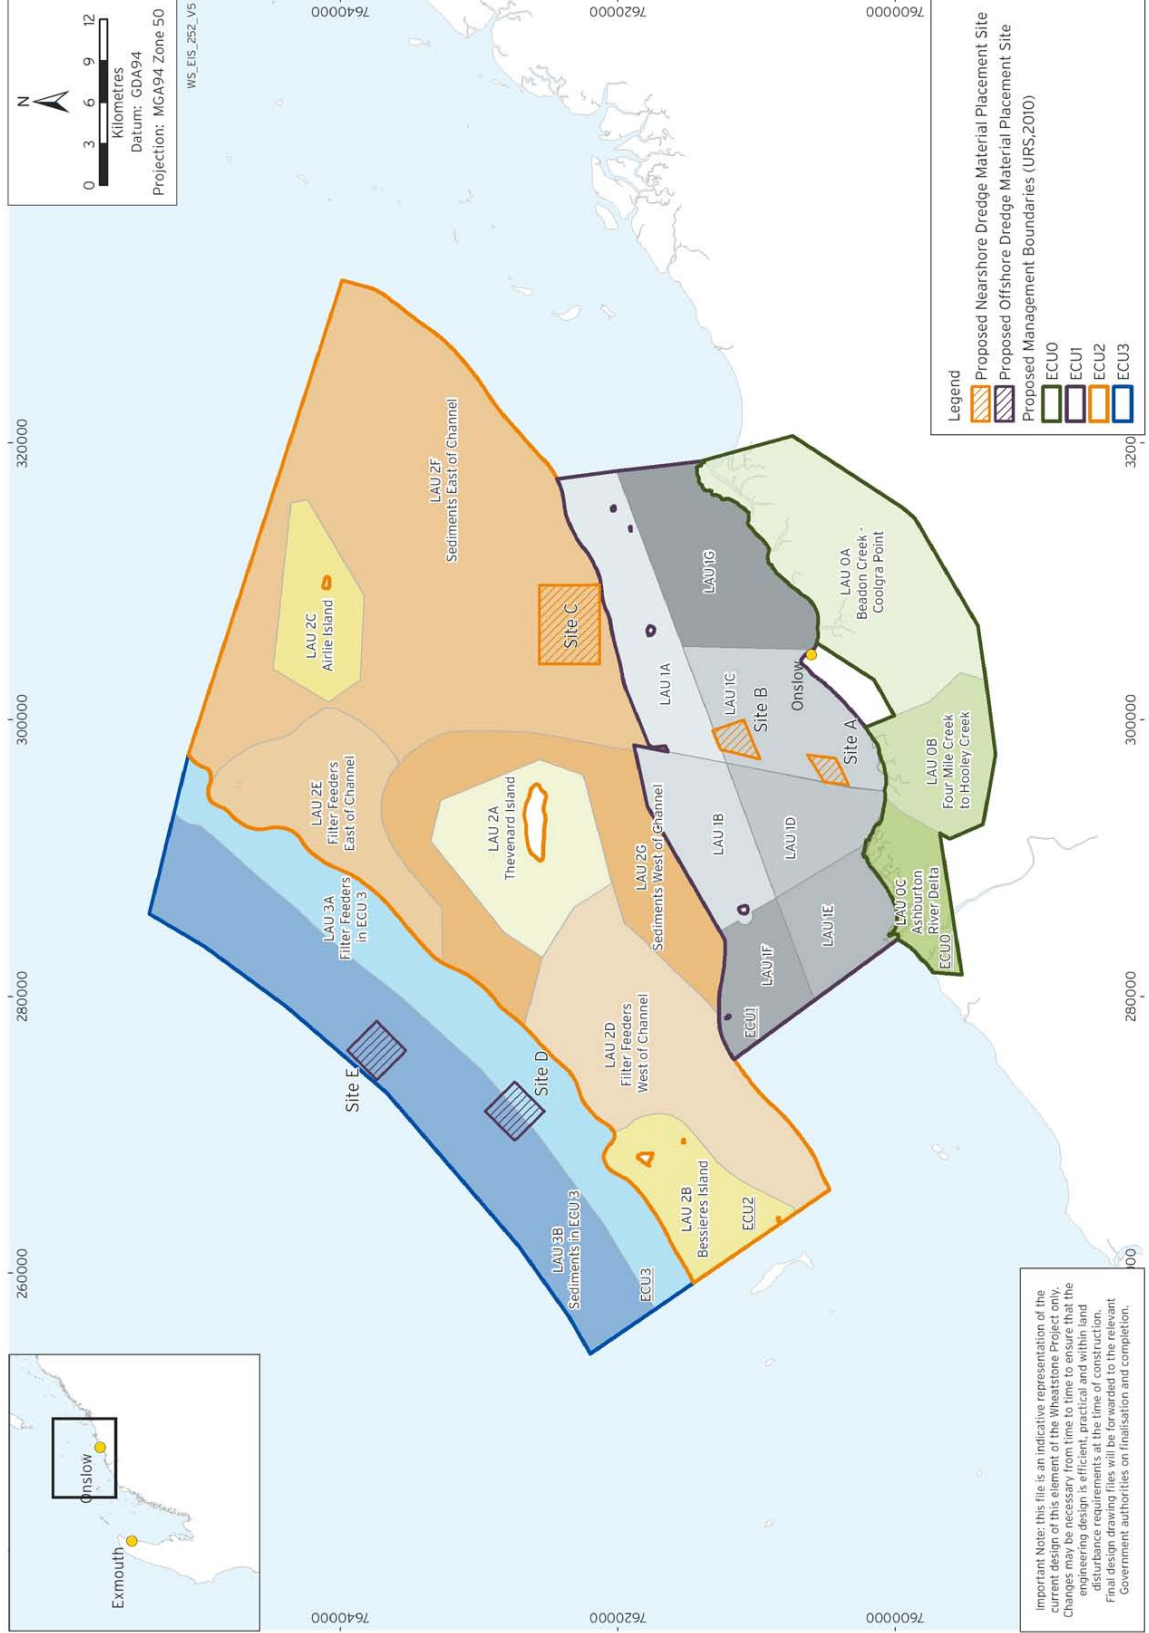 260000
280000
300000
320000
7640000
7620000
7600000
7640000
7620000
7600000
280000
300000
Onslow
Exmouth
N
0 3 6 9 12
Kilometres
Datum: GDA94
Projection: MGA94 Zone 50
WS_EIS_252_V5
LAU 3B
Sediments in ECU 3
ECU3
LAU 3A
Filter Feeders
in ECU 3
Site E
Site D
LAU 2B
Bessieres Island
ECU2
LAU 2D
Filter Feeders
West of Channel
LAU 2A
Thevenard Island
LAU 2E
Filter Feeders
East of Channel
LAU 2C
Airlie Island
LAU 2F
Sediments East of Channel
LAU 2G
Sediments West of Channel
Site C
LAU 1A
LAU 1B
LAU 1C
Site B
LAU 1D
Site A
LAU 1E
LAU 1F
ECU1
LAU 1G
Onslow
LAU 0A
Beadon Creek -
Coolgra Point
LAU 0B
Four Mile Creek
to Hooley Creek
LAU 0C
Ashburton
River Delta
ECU0
Important Note: this file is an indicative representation of the
current design of this element of the Wheatstone Project only.
Changes may be necessary from time to time to ensure that the
engineering design is efficient, practical and within land
disturbance requirements at the time of construction.
Final design drawing files will be forwarded to the relevant
Government authorities on finalisation and completion.
Legend
Proposed Nearshore Dredge Material Placement Site
Proposed Offshore Dredge Material Placement Site
Proposed Management Boundaries (URS,2010)
ECU0
ECU1
ECU2
ECU3